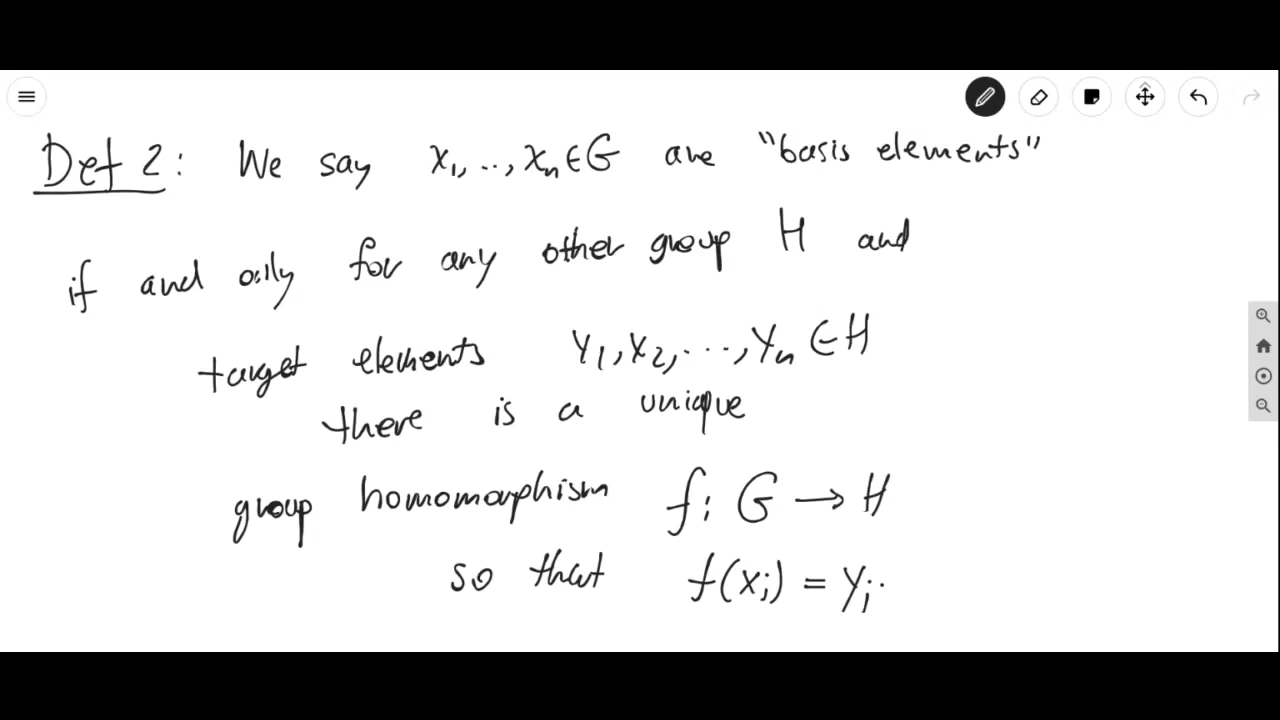 Def 2: We say x₁, ..., xₙ ∈ G are "basis elements"
if and only for any other group H and
target elements y₁, x₂, ..., yₙ ∈ H
there is a unique
group homomorphism f: G → H
so that f(xᵢ) = yᵢ.